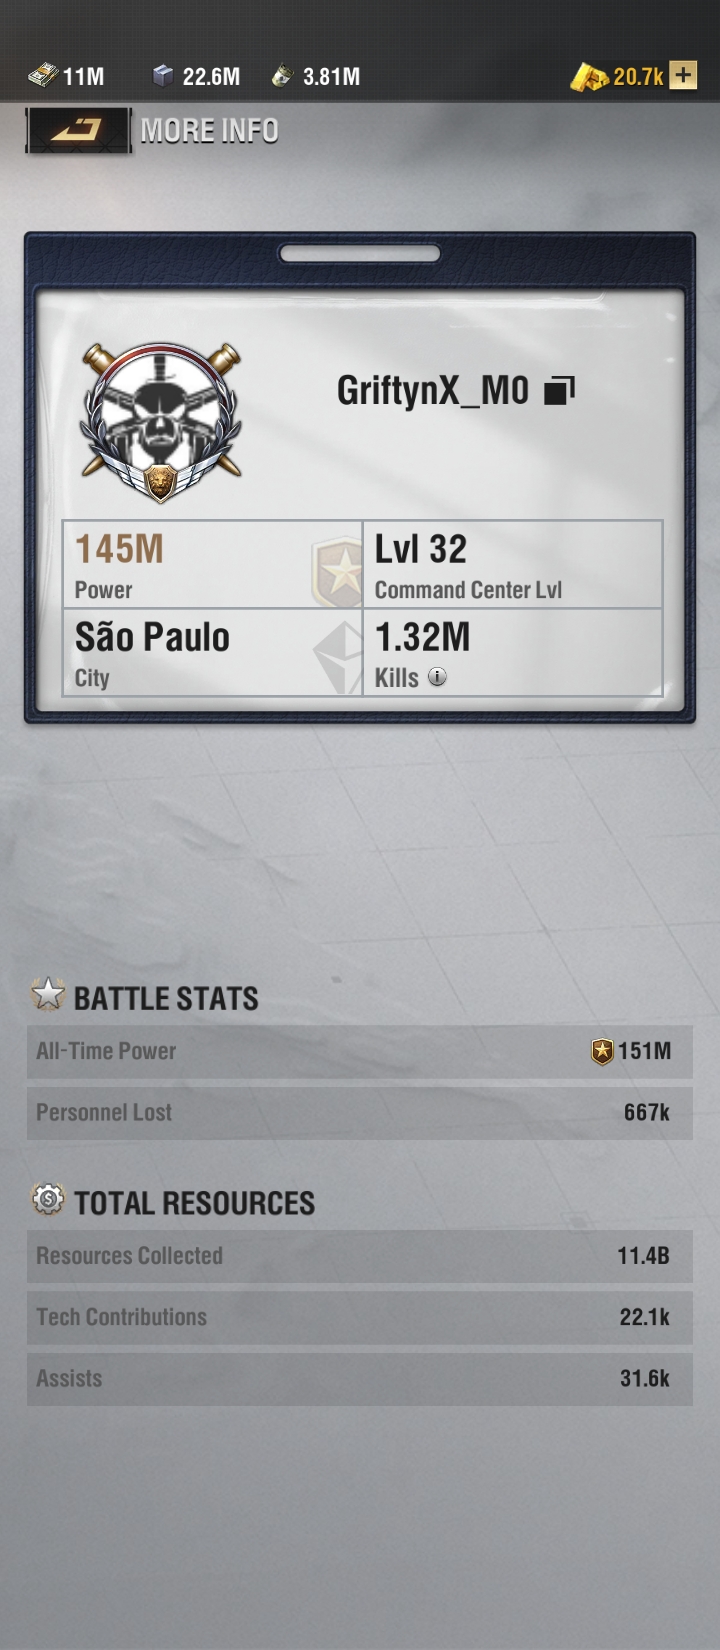 11M 22.6M 3.81M 20.7k +
MORE INFO
GriftynX_M0
145M
Power
Lvl 32
Command Center Lvl
São Paulo
City
1.32M
Kills i
BATTLE STATS
All-Time Power 151M
Personnel Lost 667k
TOTAL RESOURCES
Resources Collected 11.4B
Tech Contributions 22.1k
Assists 31.6k